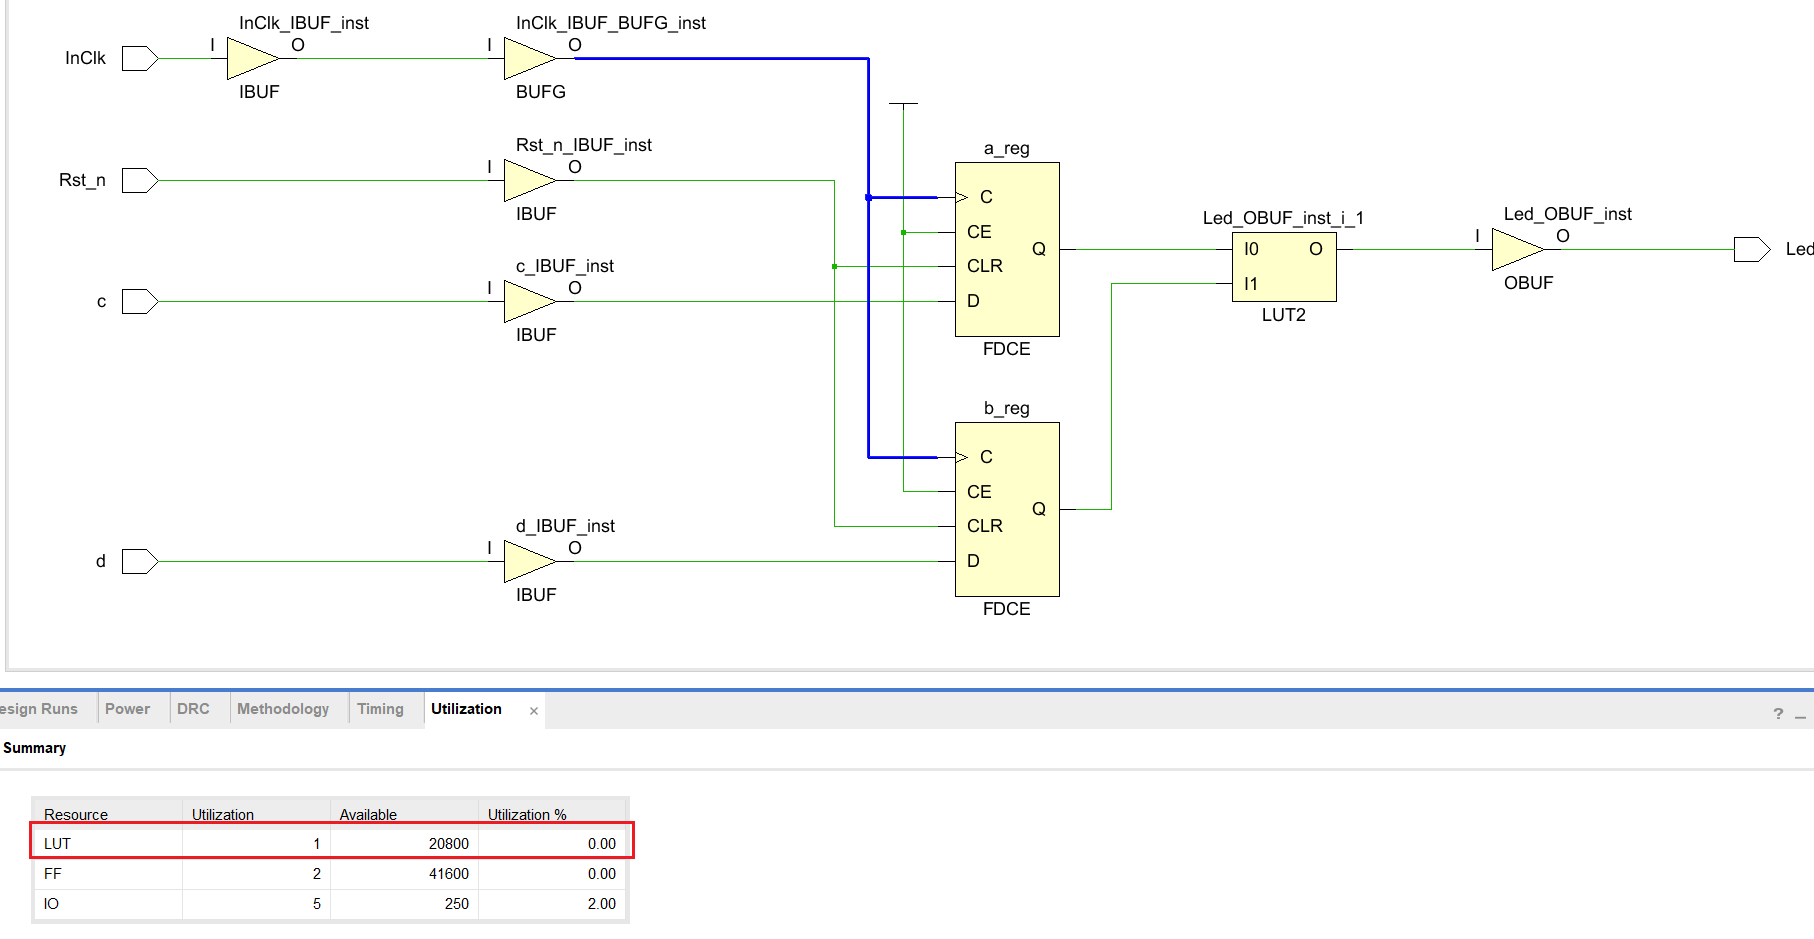 InClk_IBUF_inst
InClk_IBUF_BUFG_inst
InClk
I
O
I
O
IBUF
BUFG
Rst_n_IBUF_inst
Rst_n
I
O
IBUF
c_IBUF_inst
c
I
O
IBUF
a_reg
C
CE
CLR
D
Q
FDCE
Led_OBUF_inst_i_1
I0
O
I1
LUT2
Led_OBUF_inst
I
O
OBUF
Led
b_reg
C
CE
CLR
D
Q
FDCE
d_IBUF_inst
d
I
O
IBUF
esign Runs Power DRC Methodology Timing Utilization × ? _
Summary
Resource Utilization Available Utilization %
LUT 1 20800 0.00
FF 2 41600 0.00
IO 5 250 2.00